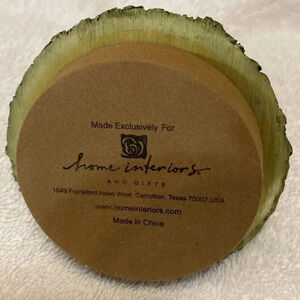 Made Exclusively For
home interiors
AND GIFTS
1649 Frankford Road West, Carrollton, Texas 75007 USA
www.homeinteriors.com
Made in China